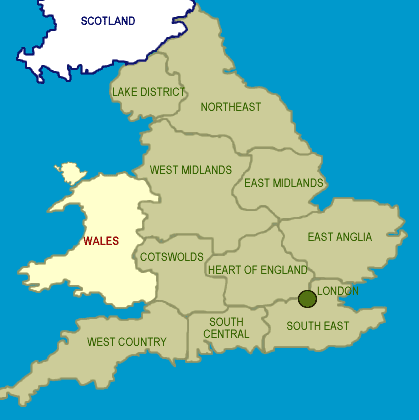 SCOTLAND
LAKE DISTRICT
NORTHEAST
WEST MIDLANDS
EAST MIDLANDS
WALES
EAST ANGLIA
COTSWOLDS
HEART OF ENGLAND
LONDON
WEST COUNTRY
SOUTH
CENTRAL
SOUTH EAST